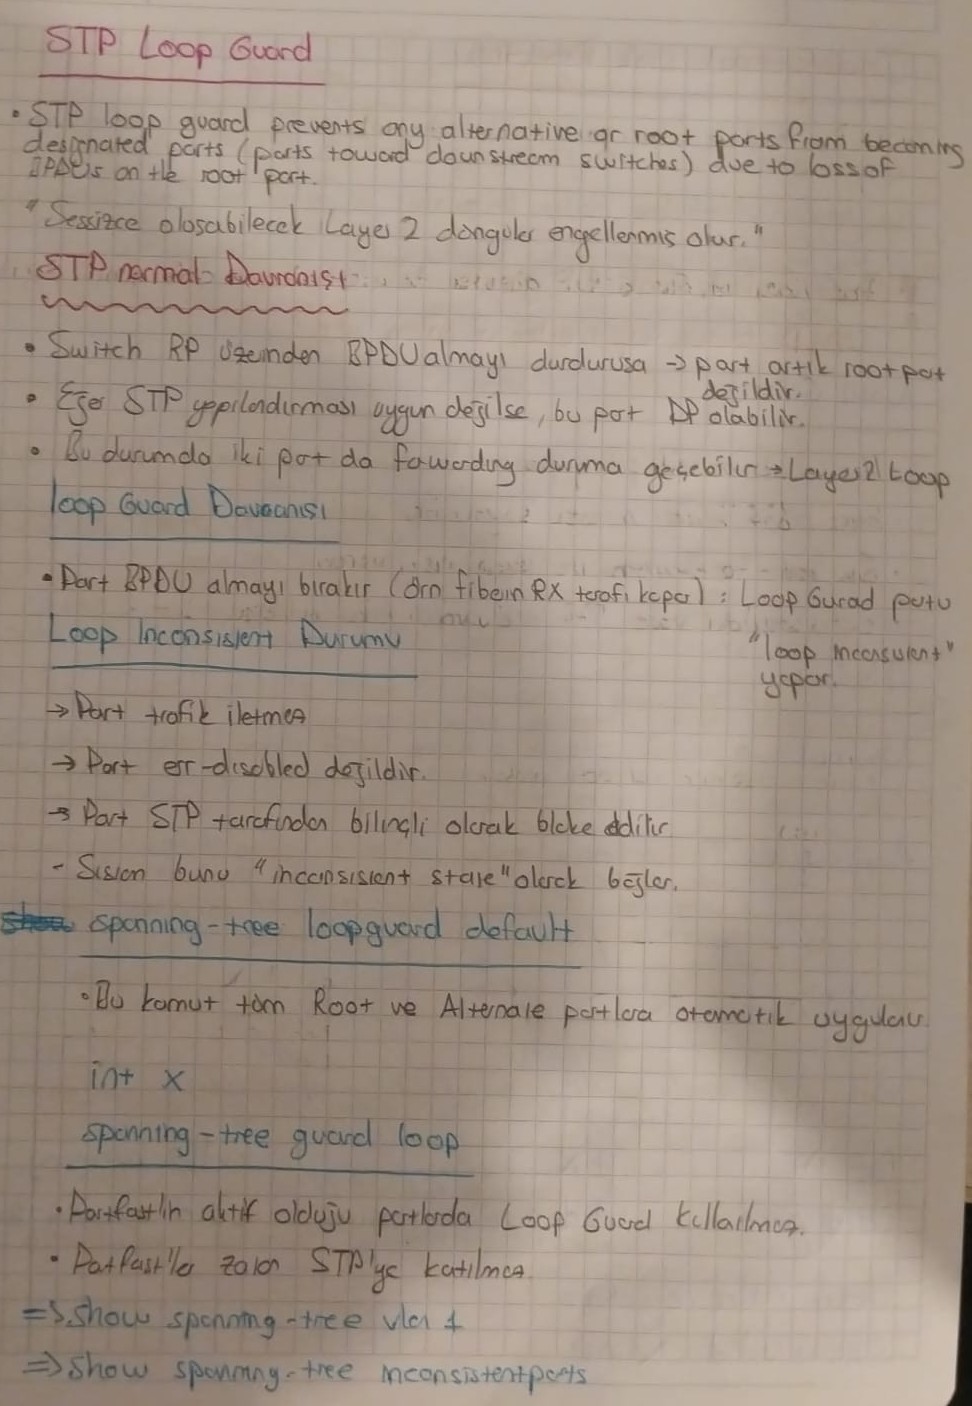 STP Loop Guard
• STP loop guard prevents any alternative or root ports from becoming
designated ports (ports toward downstream switches) due to loss of
BPDUs on the root port.
"Sessizce oluşabilecek Layer 2 döngüler engellenmiş olur."
STP normal Davranışı
• Switch RP üzerinden BPDU almayı durdurursa → port artık root port
değildir.
• Eğer STP yapılandırması uygun değilse, bu port DP olabilir.
• Bu durumda iki port da forwarding duruma geçebilir → Layer 2 Loop
loop Guard Davranışı
• Port BPDU almayı bırakır (örn fiberin RX tarafı kopar) : Loop Gurad portu
"loop inconsistent"
yapar.
Loop Inconsistent Durumu
→ Port trafik iletmez
→ Port err-disabled değildir.
→ Port STP tarafından bilinçli olarak bloke edilir
- Sistem bunu "inconsistent state" olarak
spanning-tree loopguard default
• Bu komut tüm Root ve Alternate portlara otomatik uygulanır
int x
spanning-tree guard loop
• Portfast'in aktif olduğu portlarda Loop Guard kullanılmaz.
• Portfast'ler zaten STP'ye katılmaz
=> show spanning-tree vlan 1
=> show spanning-tree inconsistentports